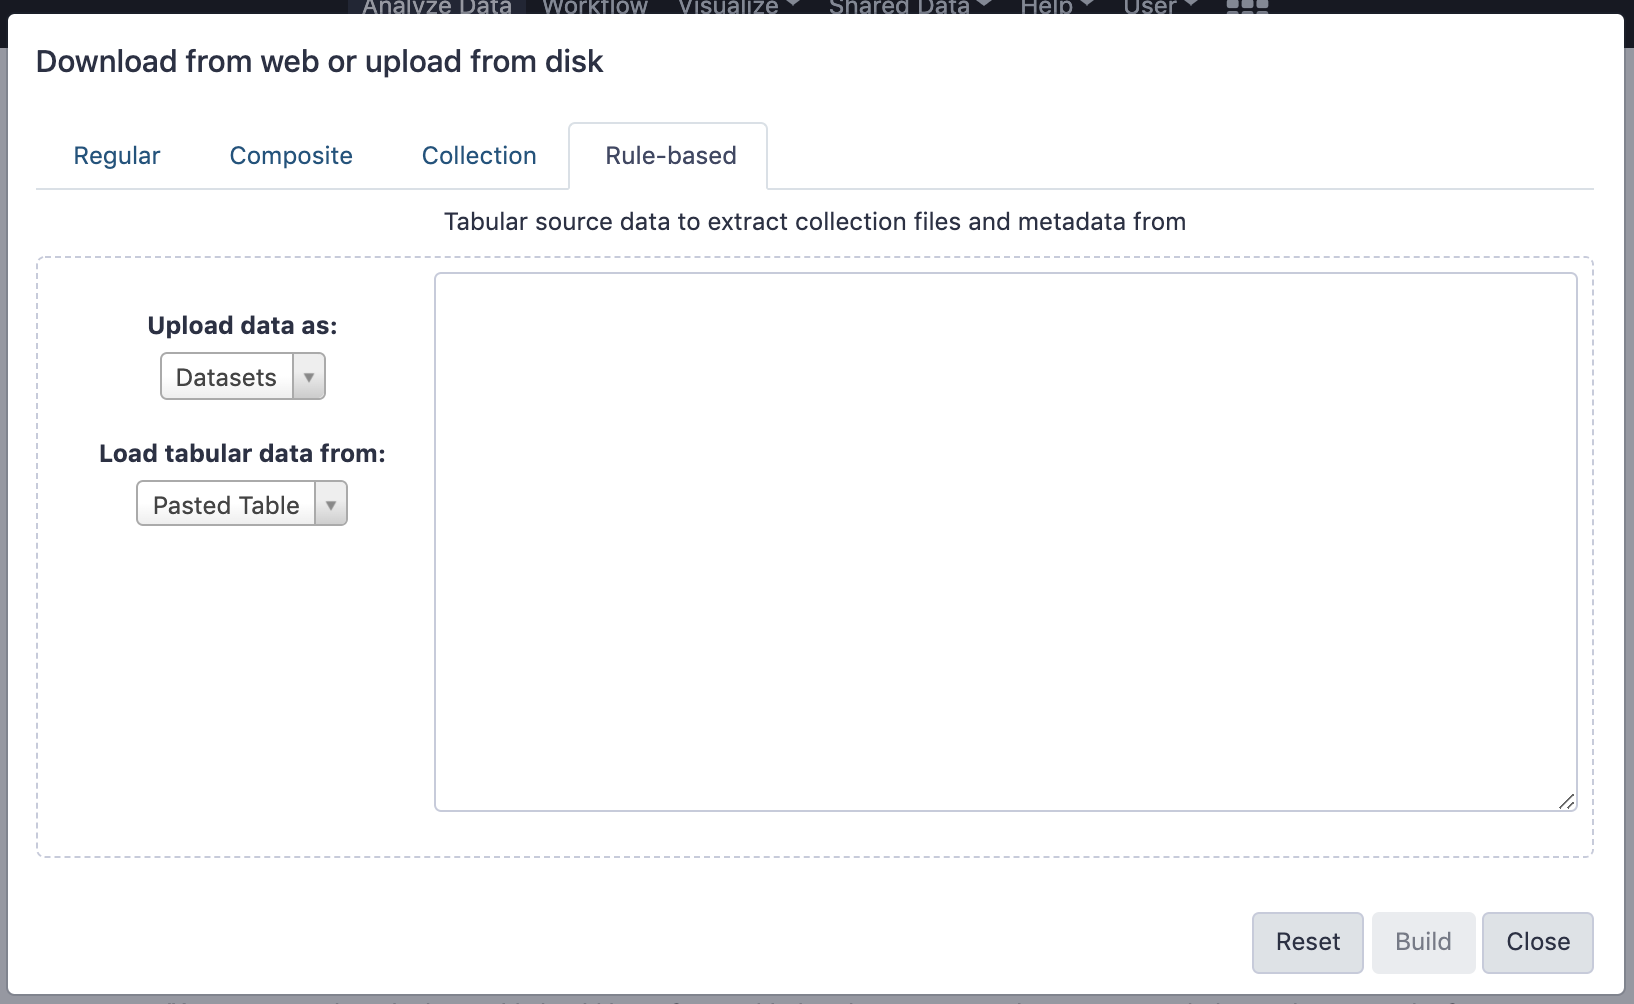 Analyze Data Workflow Visualize Shared Data Help User
Download from web or upload from disk
Regular Composite Collection Rule-based
Tabular source data to extract collection files and metadata from
Upload data as:
Datasets
Load tabular data from:
Pasted Table
Reset Build Close